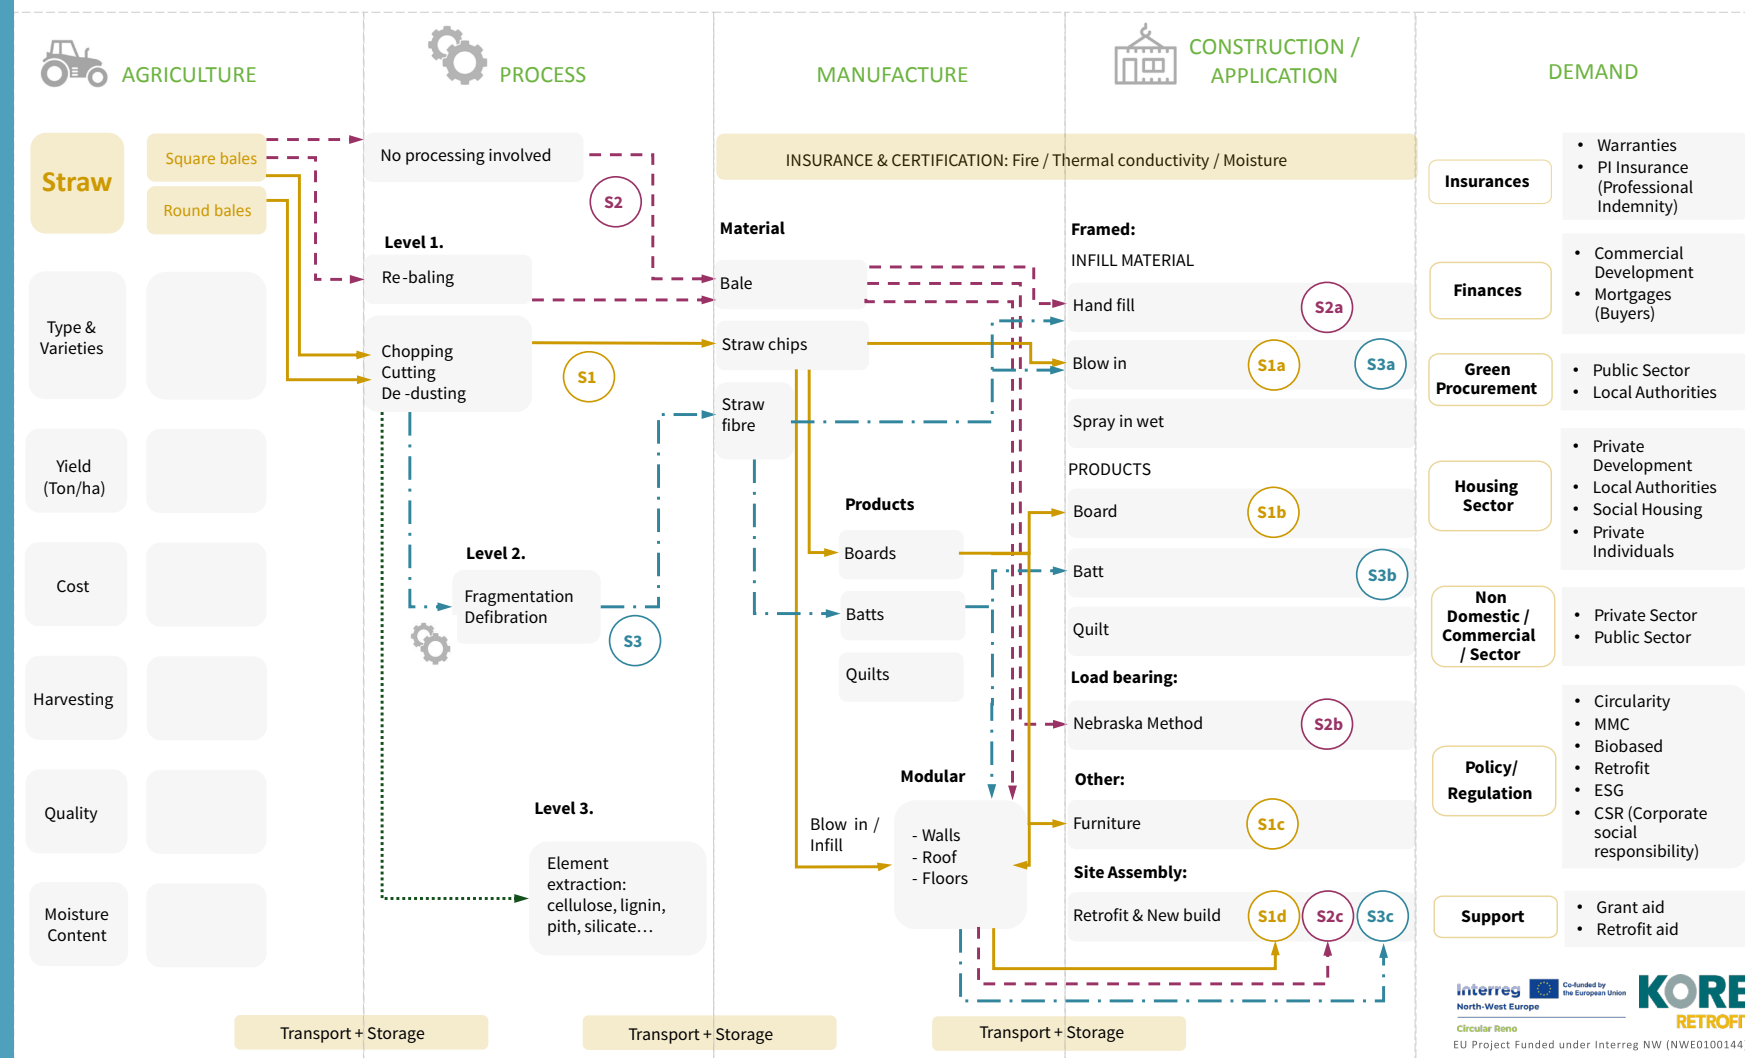 AGRICULTURE
PROCESS
MANUFACTURE
CONSTRUCTION /
APPLICATION
DEMAND
Straw
Square bales
Round bales
Type &
Varieties
Yield
(Ton/ha)
Cost
Harvesting
Quality
Moisture
Content
No processing involved
S2
Level 1.
Re-baling
Chopping
Cutting
De -dusting
S1
Level 2.
Fragmentation
Defibration
S3
Level 3.
Element
extraction:
cellulose, lignin,
pith, silicate...
INSURANCE & CERTIFICATION: Fire / Thermal conductivity / Moisture
Material
Bale
Straw chips
Straw
fibre
Products
Boards
Batts
Quilts
Modular
Blow in /
Infill
- Walls
- Roof
- Floors
Framed:
INFILL MATERIAL
Hand fill
S2a
Blow in
S1a
S3a
Spray in wet
PRODUCTS
Board
S1b
Batt
S3b
Quilt
Load bearing:
Nebraska Method
S2b
Other:
Furniture
S1c
Site Assembly:
Retrofit & New build
S1d
S2c
S3c
Insurances
• Warranties
• PI Insurance
(Professional
Indemnity)
Finances
• Commercial
Development
• Mortgages
(Buyers)
Green
Procurement
• Public Sector
• Local Authorities
Housing
Sector
• Private
Development
• Local Authorities
• Social Housing
• Private
Individuals
Non
Domestic /
Commercial
/ Sector
• Private Sector
• Public Sector
Policy/
Regulation
• Circularity
• MMC
• Biobased
• Retrofit
• ESG
• CSR (Corporate
social
responsibility)
Support
• Grant aid
• Retrofit aid
Transport + Storage
Transport + Storage
Transport + Storage
Interreg
Co-funded by
the European Union
North-West Europe
Circular Reno
KORE
RETROFIT
EU Project Funded under Interreg NW (NWE0100144)